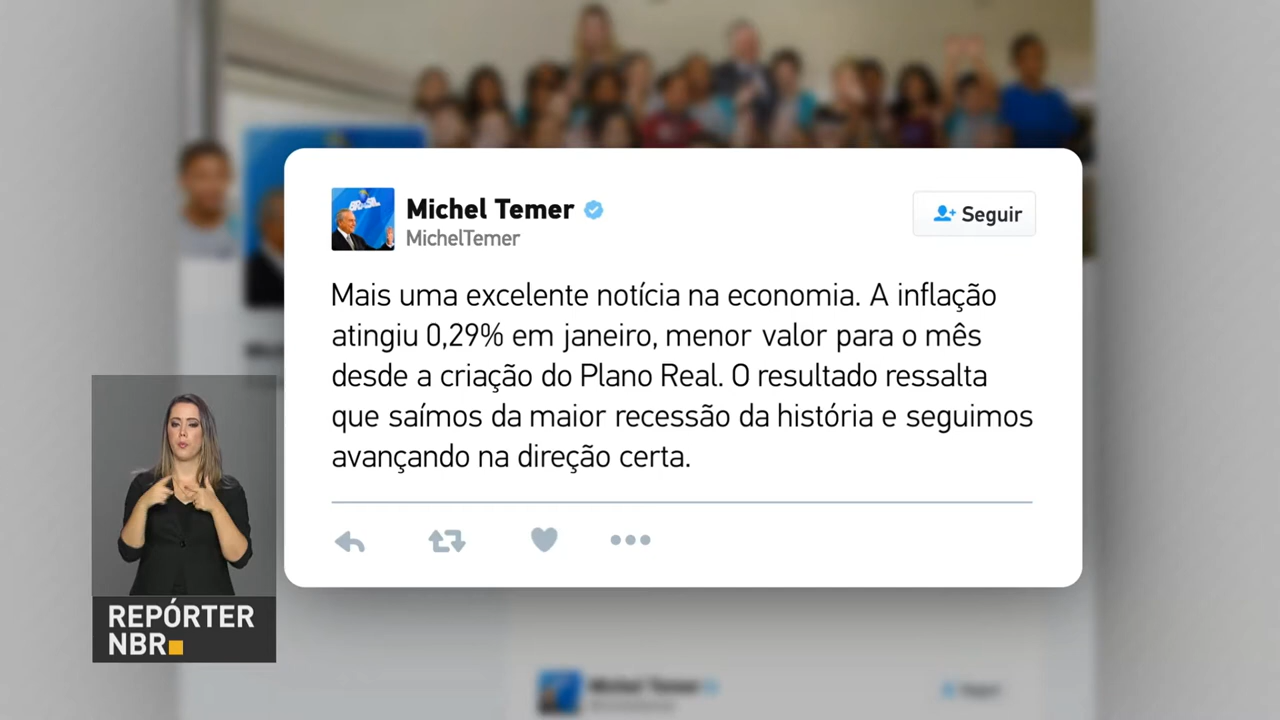 Michel Temer
MichelTemer
Seguir
Mais uma excelente notícia na economia. A inflação
atingiu 0,29% em janeiro, menor valor para o mês
desde a criação do Plano Real. O resultado ressalta
que saímos da maior recessão da história e seguimos
avançando na direção certa.
REPÓRTER
NBR
Michel Temer